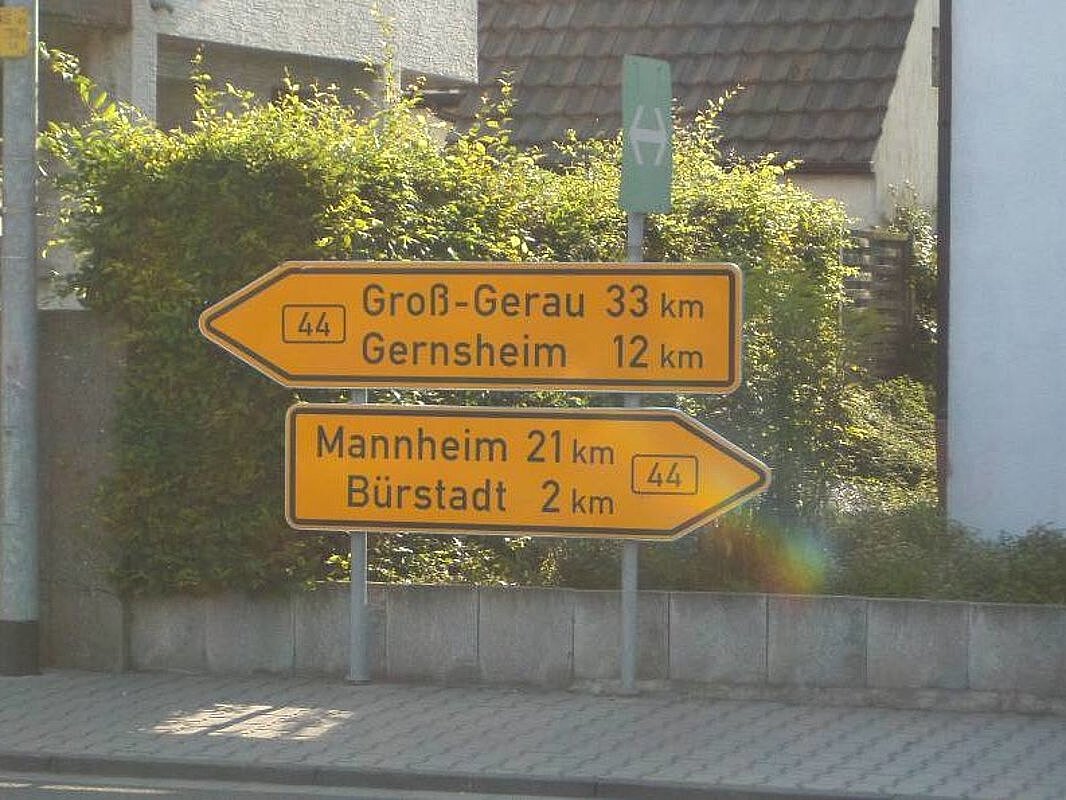 Groß-Gerau 33 km
44
Gernsheim 12 km
Mannheim 21 km
44
Bürstadt 2 km